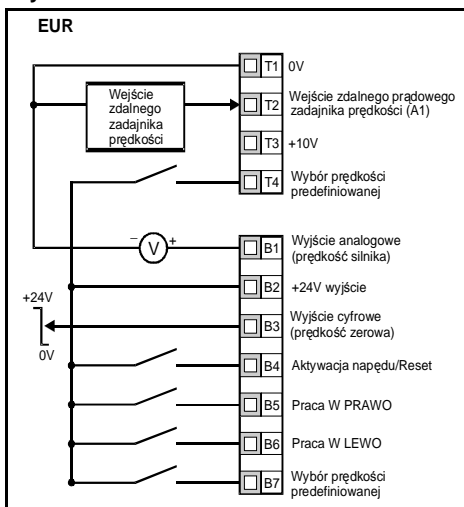 EUR
T1 0V
Wejście
zdalnego
zadajnika
prędkości
T2 Wejście zdalnego prądowego
zadajnika prędkości (A1)
T3 +10V
T4 Wybór prędkości
predefiniowanej
− V +
B1 Wyjście analogowe
(prędkość silnika)
B2 +24V wyjście
+24V
0V
B3 Wyjście cyfrowe
(prędkość zerowa)
B4 Aktywacja napędu/Reset
B5 Praca W PRAWO
B6 Praca W LEWO
B7 Wybór prędkości
predefiniowanej